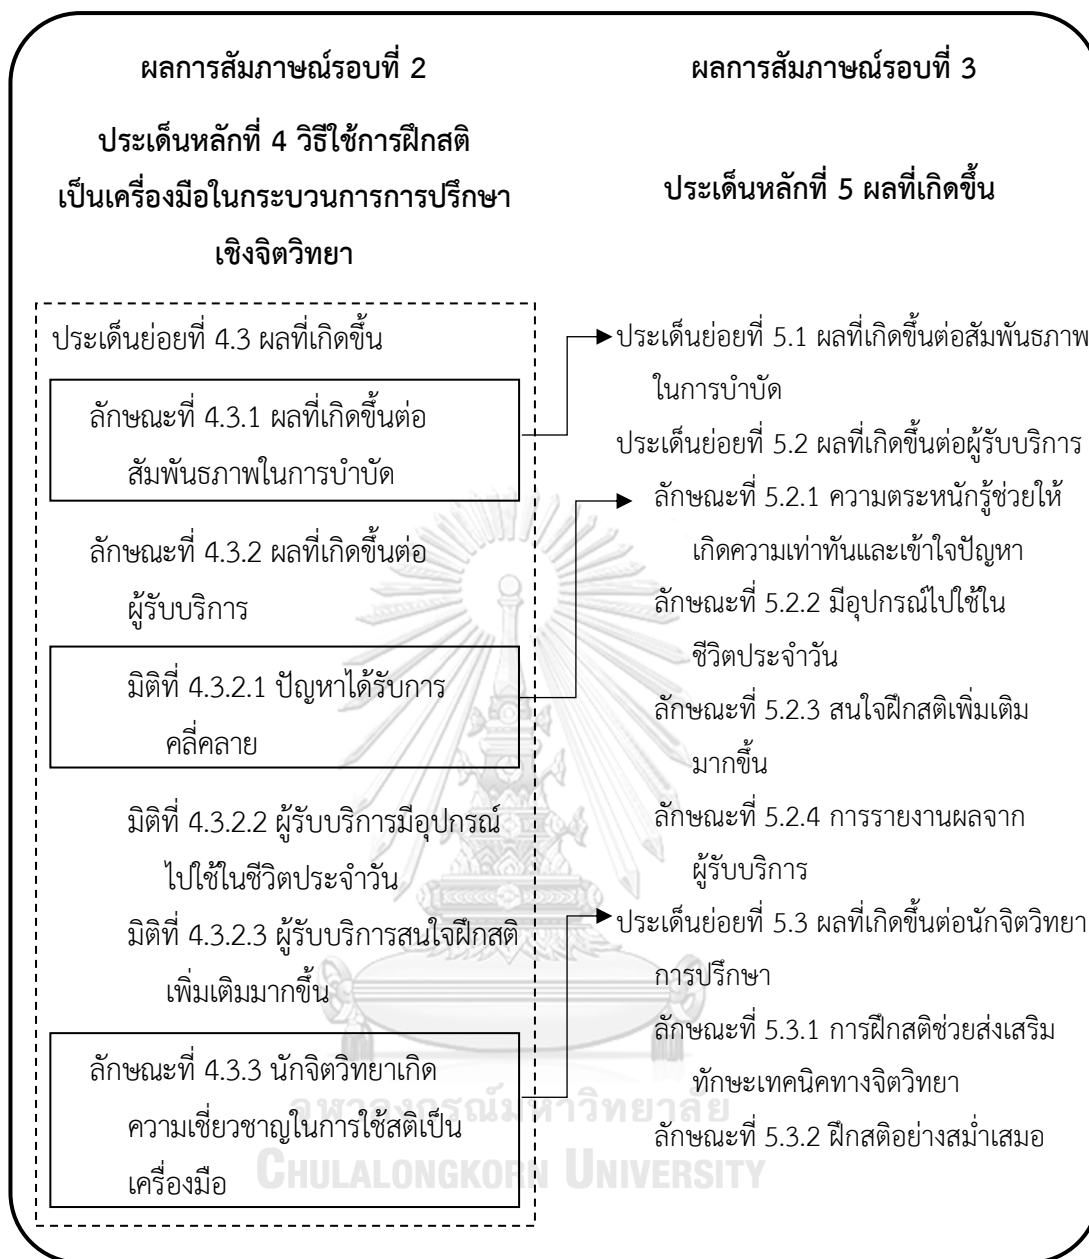 ผลการสัมภาษณ์รอบที่ 2
ประเด็นหลักที่ 4 วิธีใช้การฝึกสติ
เป็นเครื่องมือในกระบวนการการปรึกษา
เชิงจิตวิทยา
ประเด็นย่อยที่ 4.3 ผลที่เกิดขึ้น
ลักษณะที่ 4.3.1 ผลที่เกิดขึ้นต่อ
สัมพันธภาพในการบำบัด
ลักษณะที่ 4.3.2 ผลที่เกิดขึ้นต่อ
ผู้รับบริการ
มิติที่ 4.3.2.1 ปัญหาได้รับการ
คลี่คลาย
มิติที่ 4.3.2.2 ผู้รับบริการมีอุปกรณ์
ไปใช้ในชีวิตประจำวัน
มิติที่ 4.3.2.3 ผู้รับบริการสนใจฝึกสติ
เพิ่มเติมมากขึ้น
ลักษณะที่ 4.3.3 นักจิตวิทยาเกิด
ความเชี่ยวชาญในการใช้สติเป็น
เครื่องมือ
ผลการสัมภาษณ์รอบที่ 3
ประเด็นหลักที่ 5 ผลที่เกิดขึ้น
ประเด็นย่อยที่ 5.1 ผลที่เกิดขึ้นต่อสัมพันธภาพ
ในการบำบัด
ประเด็นย่อยที่ 5.2 ผลที่เกิดขึ้นต่อผู้รับบริการ
ลักษณะที่ 5.2.1 ความตระหนักรู้ช่วยให้
เกิดความเท่าทันและเข้าใจปัญหา
ลักษณะที่ 5.2.2 มีอุปกรณ์ไปใช้ใน
ชีวิตประจำวัน
ลักษณะที่ 5.2.3 สนใจฝึกสติเพิ่มเติม
มากขึ้น
ลักษณะที่ 5.2.4 การรายงานผลจาก
ผู้รับบริการ
ประเด็นย่อยที่ 5.3 ผลที่เกิดขึ้นต่อนักจิตวิทยา
การปรึกษา
ลักษณะที่ 5.3.1 การฝึกสติช่วยส่งเสริม
ทักษะเทคนิคทางจิตวิทยา
ลักษณะที่ 5.3.2 ฝึกสติอย่างสม่ำเสมอ
จุฬาลงกรณ์มหาวิทยาลัย
CHULALONGKORN UNIVERSITY